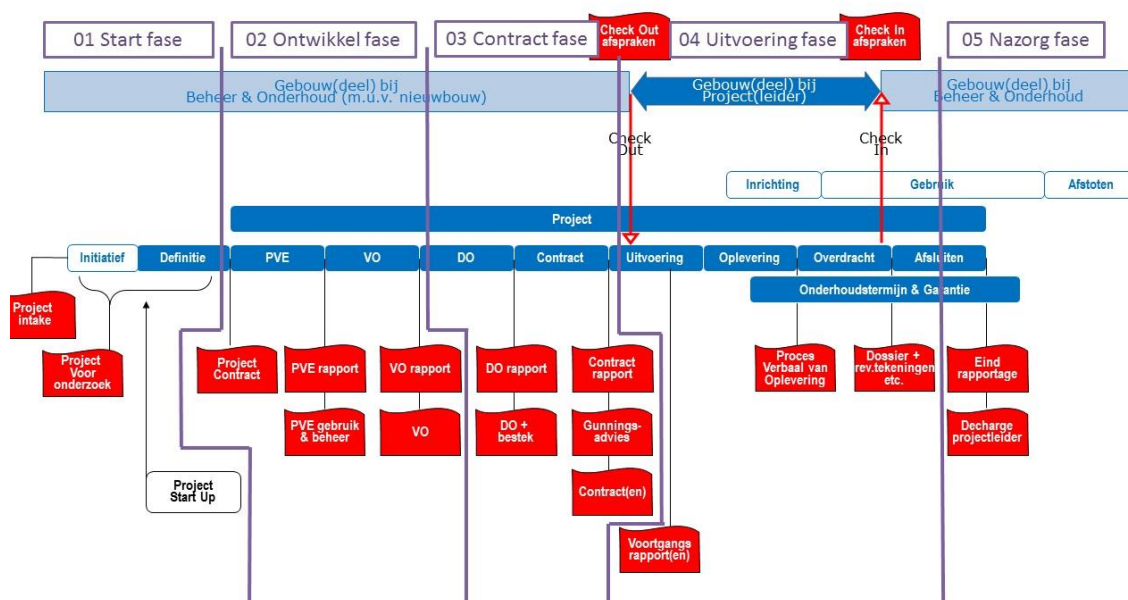 01 Start fase
02 Ontwikkel fase
03 Contract fase
Check Out
afspraken
04 Uitvoering fase
Check In
afspraken
05 Nazorg fase
Gebouw(deel) bij
Beheer & Onderhoud (m.u.v. nieuwbouw)
Gebouw(deel) bij
Project(leider)
Gebouw(deel) bij
Beheer & Onderhoud
Check
Out
Check
In
Inrichting
Gebruik
Afstoten
Project
Initiatief
Definitie
PVE
VO
DO
Contract
Uitvoering
Oplevering
Overdracht
Afsluiten
Onderhoudstermijn & Garantie
Project
intake
Project
Voor
onderzoek
Project
Contract
PVE rapport
VO rapport
DO rapport
Contract
rapport
Proces
Verbaal van
Oplevering
Dossier +
rev.tekeningen
etc.
Eind
rapportage
PVE gebruik
& beheer
VO
DO +
bestek
Gunnings-
advies
Decharge
projectleider
Project
Start Up
Contract(en)
Voortgangs
rapport(en)